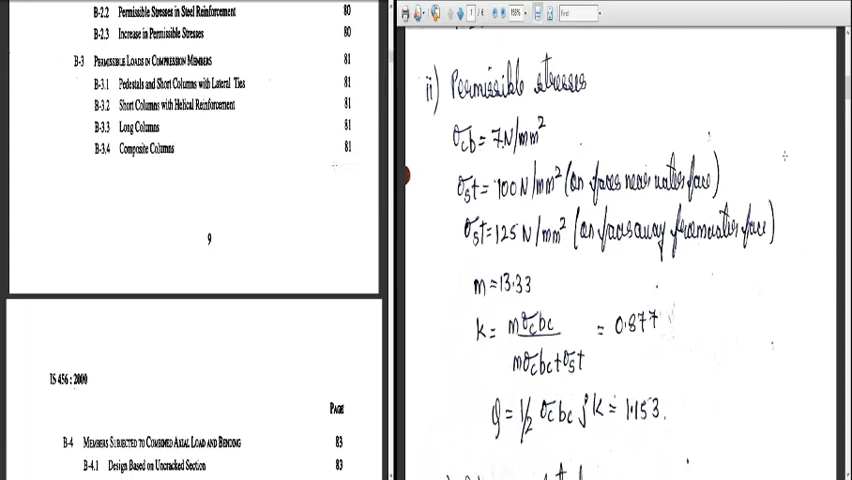 B-2.2 Permissible Stresses in Steel Reinforcement 80
B-2.3 Increase in Permissible Stresses 80
B-3 PERMISSIBLE LOADS IN COMPRESSION MEMBERS 81
B-3.1 Pedestals and Short Columns with Lateral Ties 81
B-3.2 Short Columns with Helical Reinforcement 81
B-3.3 Long Columns 81
B-3.4 Composite Columns 81
9
IS 456 : 2000
PAGE
B-4 MEMBERS SUBJECTED TO COMBINED AXIAL LOAD AND BENDING 83
B-4.1 Design Based on Uncracked Section 83
1 / 6
Find
ii) Permissible stresses
σcb = 7N/mm²
σst = 100N/mm² (on faces near water face)
σst = 125N/mm² (on faces away from water face)
m = 13.33
k = mσcbc / mσcbc+σst = 0.877
Q = 1/2 σcbc j k = 1.153.